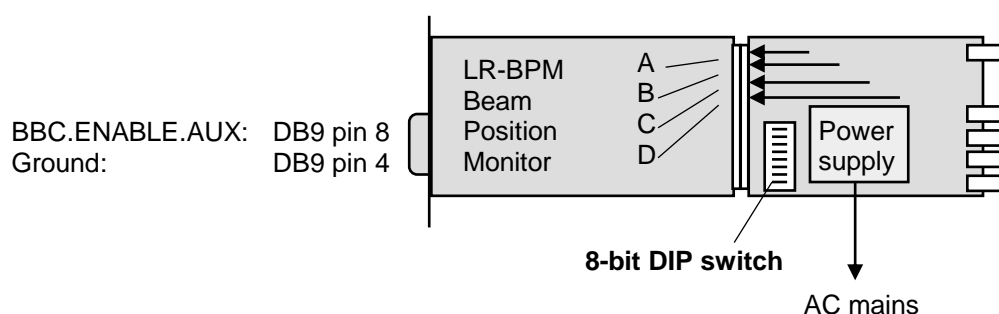 LR-BPM
Beam
Position
Monitor
A
B
C
D
BBC.ENABLE.AUX: DB9 pin 8
Ground: DB9 pin 4
Power
supply
8-bit DIP switch
AC mains